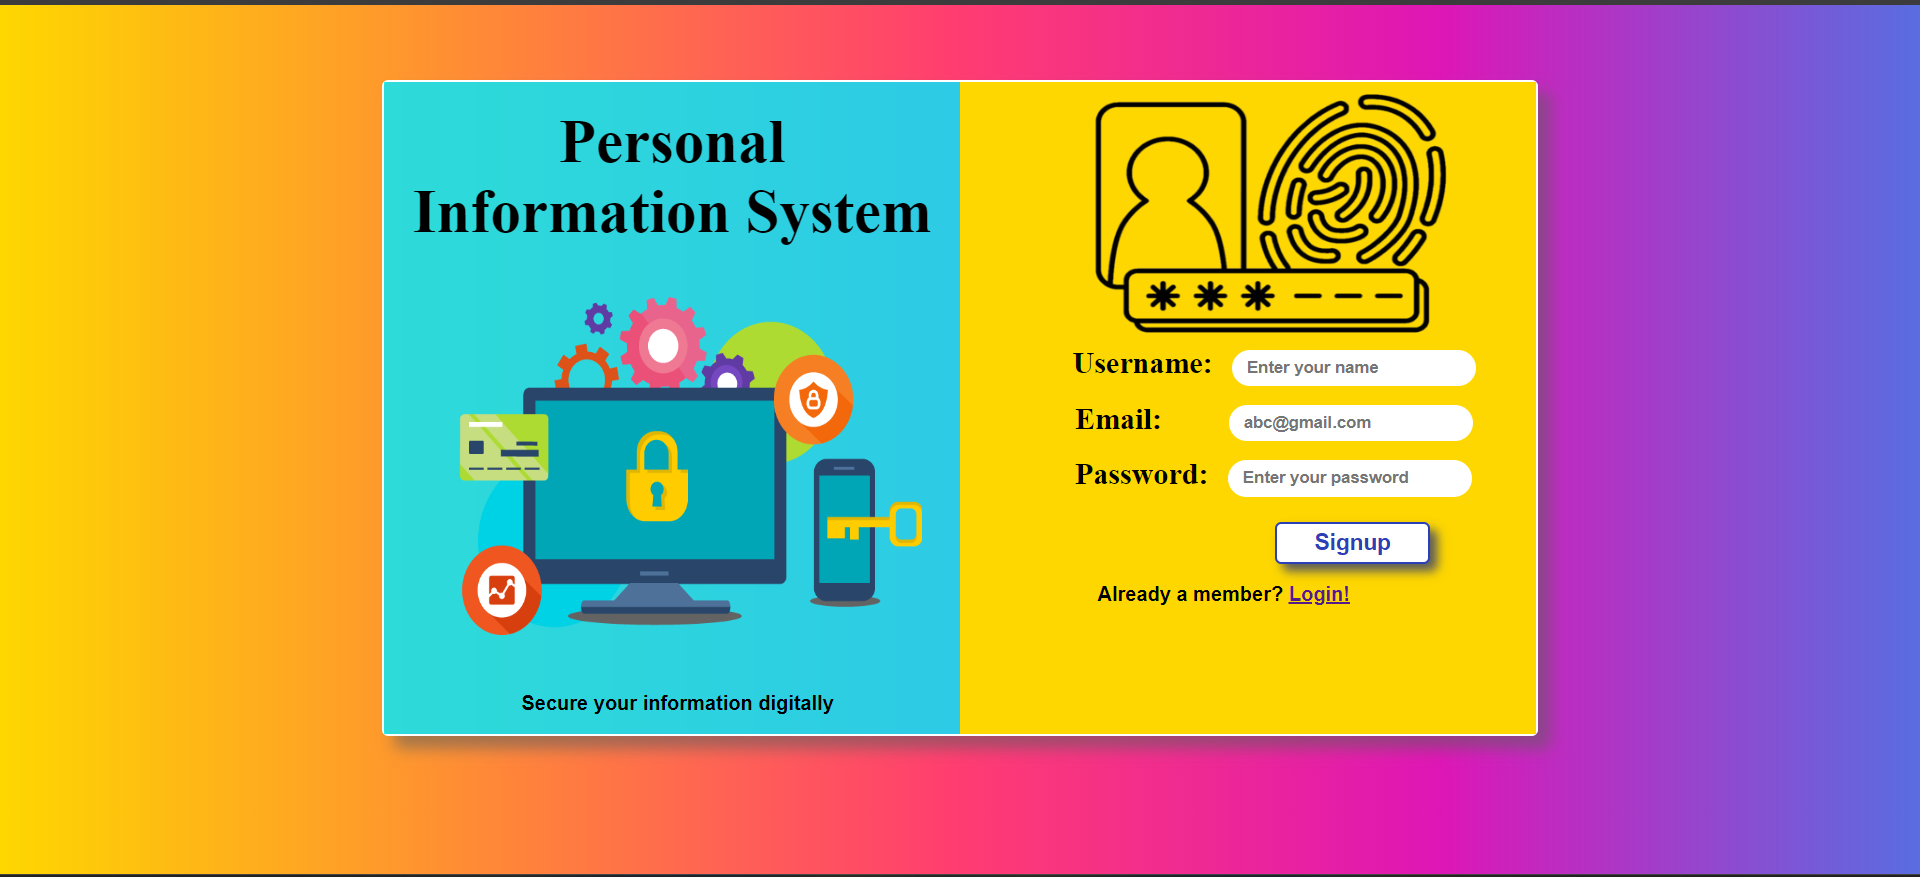 Personal
Information System
Secure your information digitally
Username: Enter your name
Email: abc@gmail.com
Password: Enter your password
Signup
Already a member? Login!